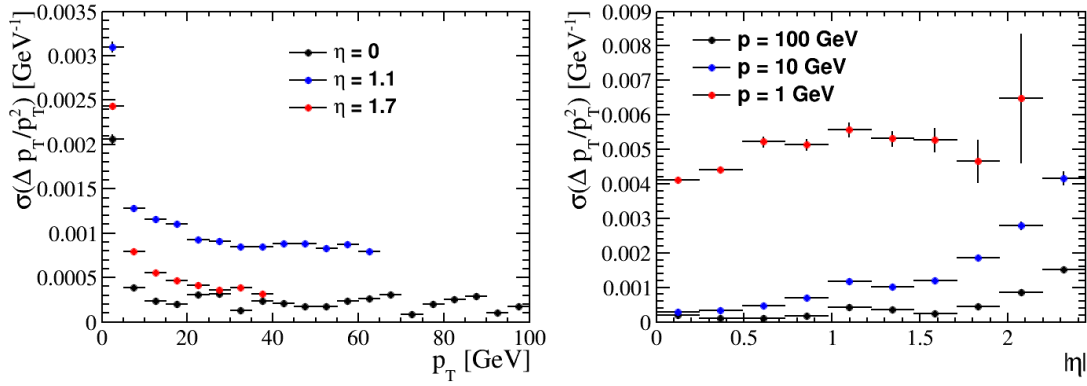 σ(Δ p_T/p_T^2) [GeV^-1]
0.0035
0.003
0.0025
0.002
0.0015
0.001
0.0005
0
η = 0
η = 1.1
η = 1.7
0 20 40 60 80 100
p_T [GeV]
σ(Δ p_T/p_T^2) [GeV^-1]
0.009
0.008
0.007
0.006
0.005
0.004
0.003
0.002
0.001
0
p = 100 GeV
p = 10 GeV
p = 1 GeV
0 0.5 1 1.5 2
|η|